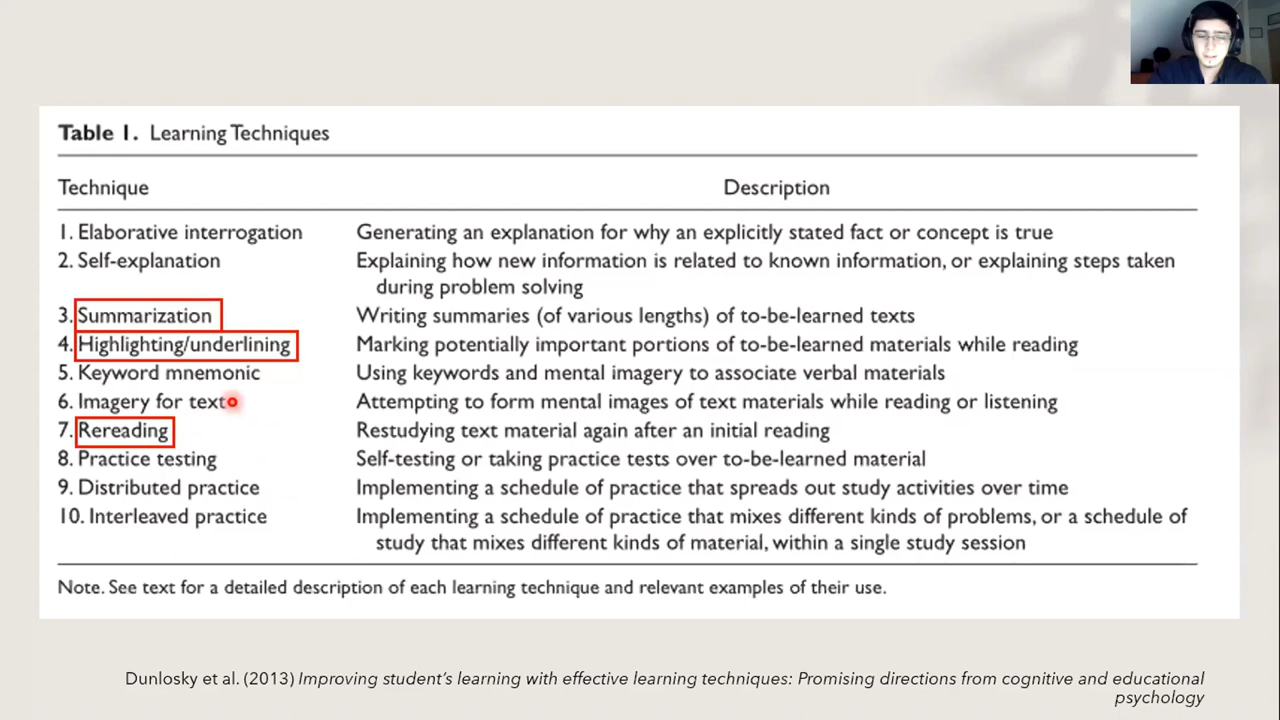 Table 1. Learning Techniques
Technique Description
1. Elaborative interrogation Generating an explanation for why an explicitly stated fact or concept is true
2. Self-explanation Explaining how new information is related to known information, or explaining steps taken
during problem solving
3. Summarization Writing summaries (of various lengths) of to-be-learned texts
4. Highlighting/underlining Marking potentially important portions of to-be-learned materials while reading
5. Keyword mnemonic Using keywords and mental imagery to associate verbal materials
6. Imagery for text Attempting to form mental images of text materials while reading or listening
7. Rereading Restudying text material again after an initial reading
8. Practice testing Self-testing or taking practice tests over to-be-learned material
9. Distributed practice Implementing a schedule of practice that spreads out study activities over time
10. Interleaved practice Implementing a schedule of practice that mixes different kinds of problems, or a schedule of
study that mixes different kinds of material, within a single study session
Note. See text for a detailed description of each learning technique and relevant examples of their use.
Dunlosky et al. (2013) Improving student's learning with effective learning techniques: Promising directions from cognitive and educational
psychology